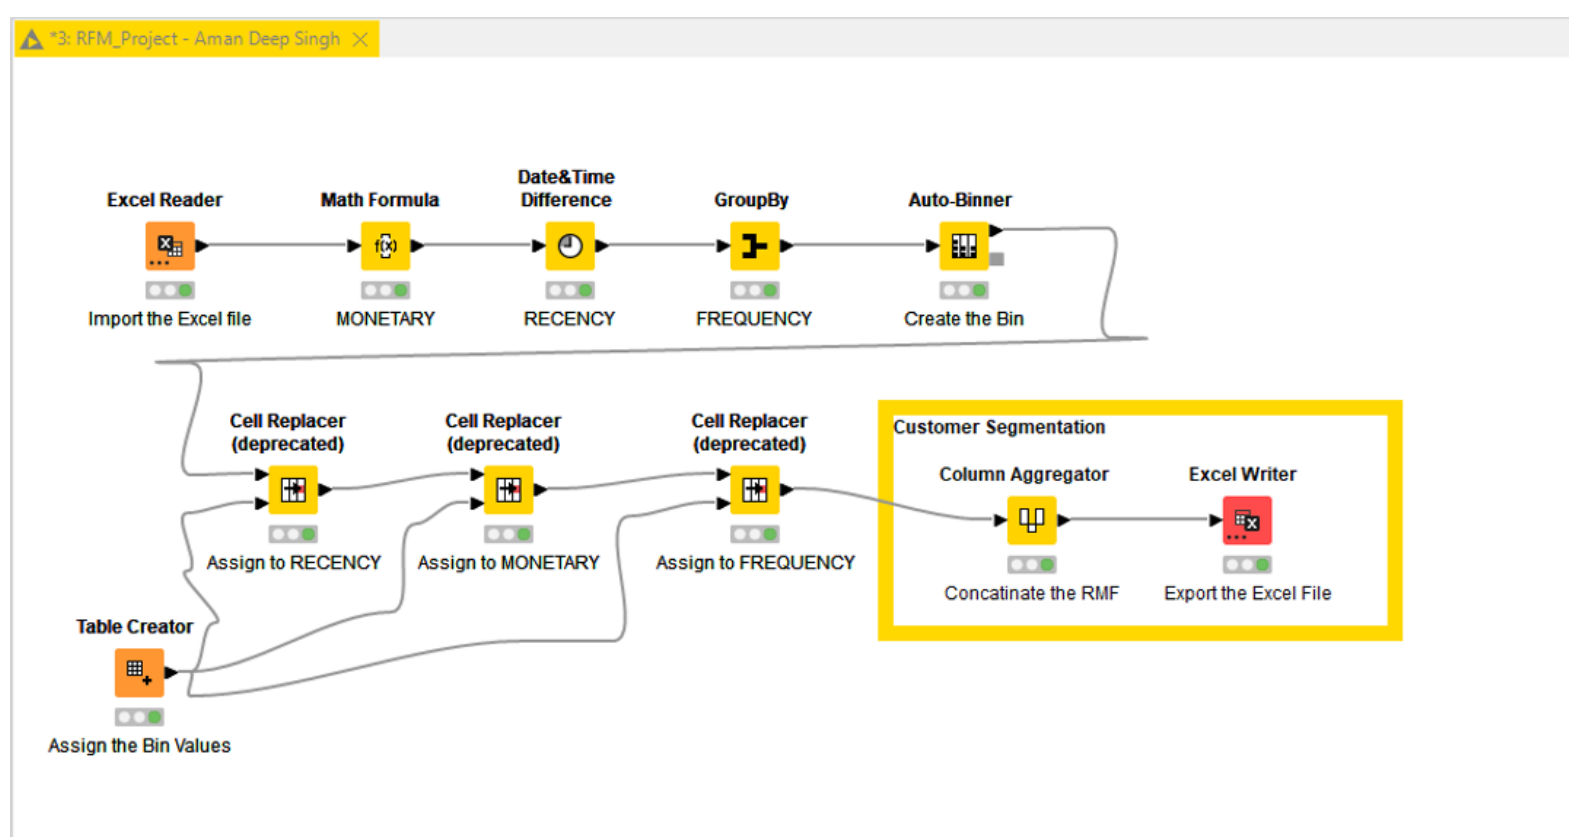 *3: RFM_Project - Aman Deep Singh
Excel Reader
Math Formula
Date&Time
Difference
GroupBy
Auto-Binner
f(x)
Import the Excel file
MONETARY
RECENCY
FREQUENCY
Create the Bin
Cell Replacer
(deprecated)
Cell Replacer
(deprecated)
Cell Replacer
(deprecated)
Customer Segmentation
Column Aggregator
Excel Writer
Assign to RECENCY
Assign to MONETARY
Assign to FREQUENCY
Concatinate the RMF
Export the Excel File
Table Creator
Assign the Bin Values